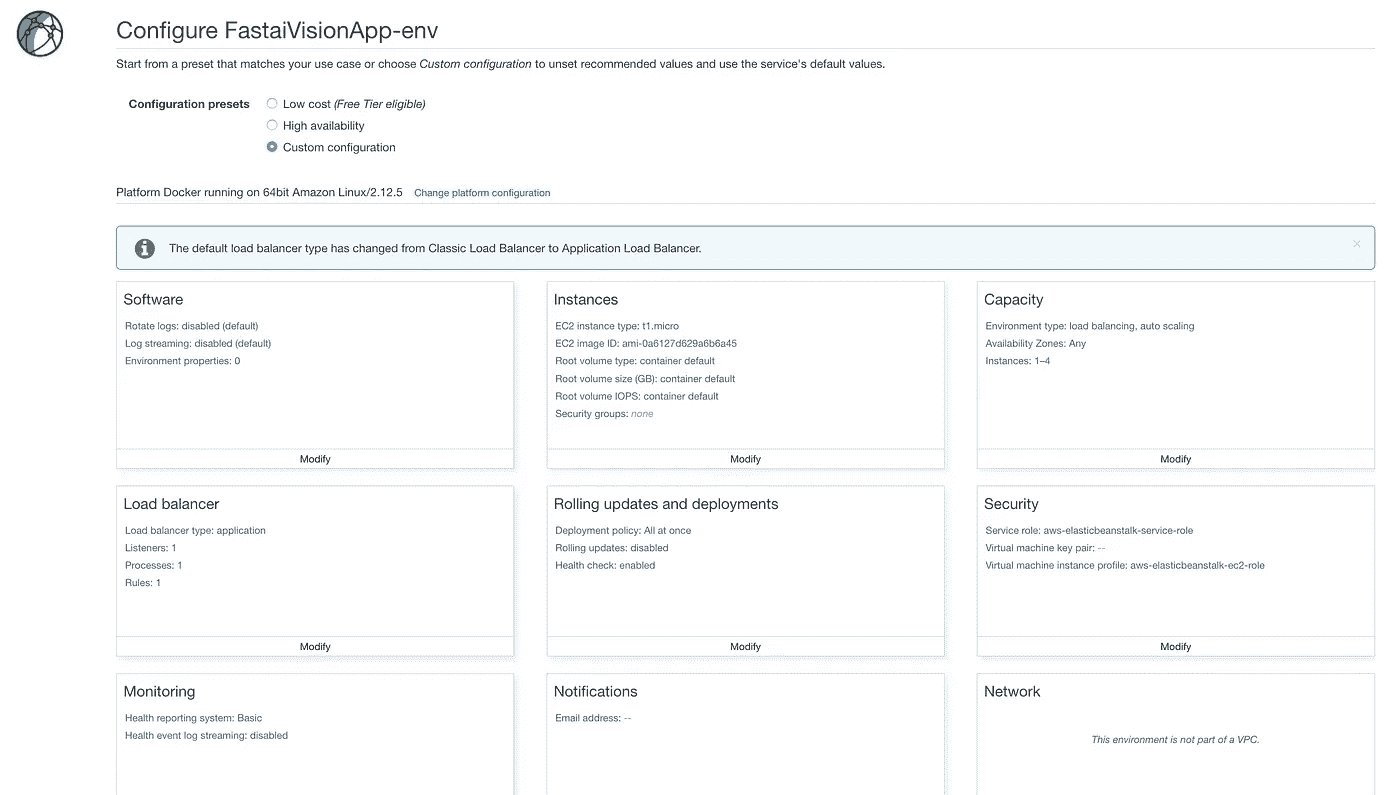 Configure FastaiVisionApp-env
Start from a preset that matches your use case or choose Custom configuration to unset recommended values and use the service's default values.
Configuration presets
Low cost (Free Tier eligible)
High availability
Custom configuration
Platform Docker running on 64bit Amazon Linux/2.12.5 Change platform configuration
The default load balancer type has changed from Classic Load Balancer to Application Load Balancer.
Software
Rotate logs: disabled (default)
Log streaming: disabled (default)
Environment properties: 0
Modify
Instances
EC2 instance type: t1.micro
EC2 image ID: ami-0a6127d629a6b6a45
Root volume type: container default
Root volume size (GB): container default
Root volume IOPS: container default
Security groups: none
Modify
Capacity
Environment type: load balancing, auto scaling
Availability Zones: Any
Instances: 1–4
Modify
Load balancer
Load balancer type: application
Listeners: 1
Processes: 1
Rules: 1
Modify
Rolling updates and deployments
Deployment policy: All at once
Rolling updates: disabled
Health check: enabled
Modify
Security
Service role: aws-elasticbeanstalk-service-role
Virtual machine key pair: --
Virtual machine instance profile: aws-elasticbeanstalk-ec2-role
Modify
Monitoring
Health reporting system: Basic
Health event log streaming: disabled
Notifications
Email address: --
Network
This environment is not part of a VPC.